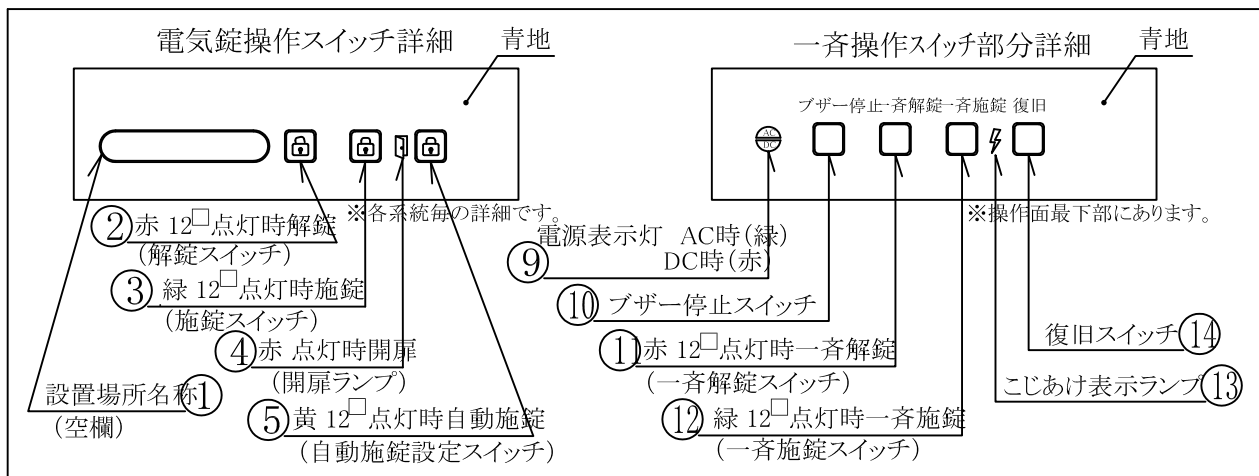 電気錠操作スイッチ詳細
青地
※各系統毎の詳細です。
② 赤 12□点灯時解錠
(解錠スイッチ)
③ 緑 12□点灯時施錠
(施錠スイッチ)
④ 赤 点灯時開扉
(開扉ランプ)
設置場所名称①
(空欄)
⑤ 黄 12□点灯時自動施錠
(自動施錠設定スイッチ)
一斉操作スイッチ部分詳細
青地
ブザー停止 一斉解錠 一斉施錠 復旧
AC
DC
※操作面最下部にあります。
⑨ 電源表示灯 AC時(緑)
DC時(赤)
⑩ ブザー停止スイッチ
⑪ 赤 12□点灯時一斉解錠
(一斉解錠スイッチ)
復旧スイッチ⑭
こじあけ表示ランプ⑬
⑫ 緑 12□点灯時一斉施錠
(一斉施錠スイッチ)